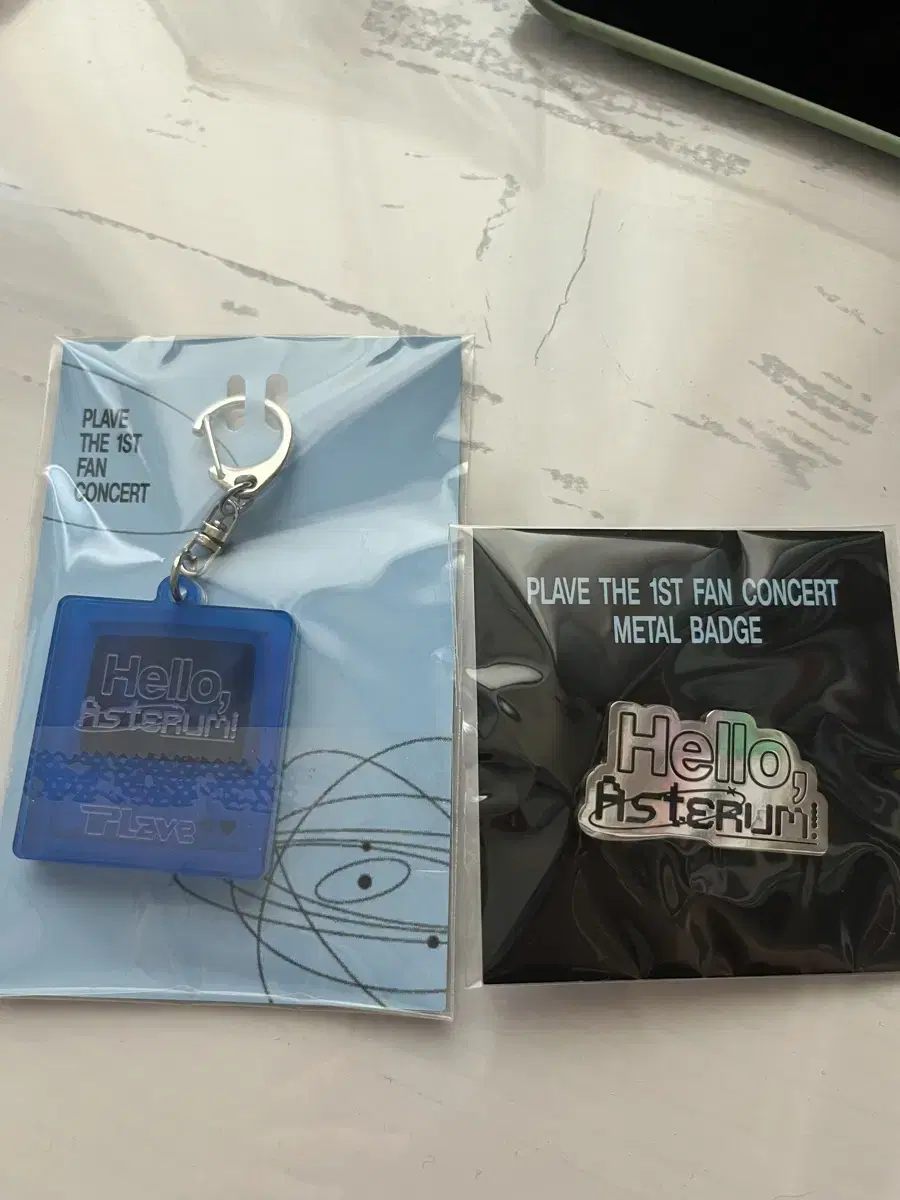 PLAVE
THE 1ST
FAN
CONCERT
Hello,
Asterum!
PLAVE
PLAVE THE 1ST FAN CONCERT
METAL BADGE
Hello,
Asterum!